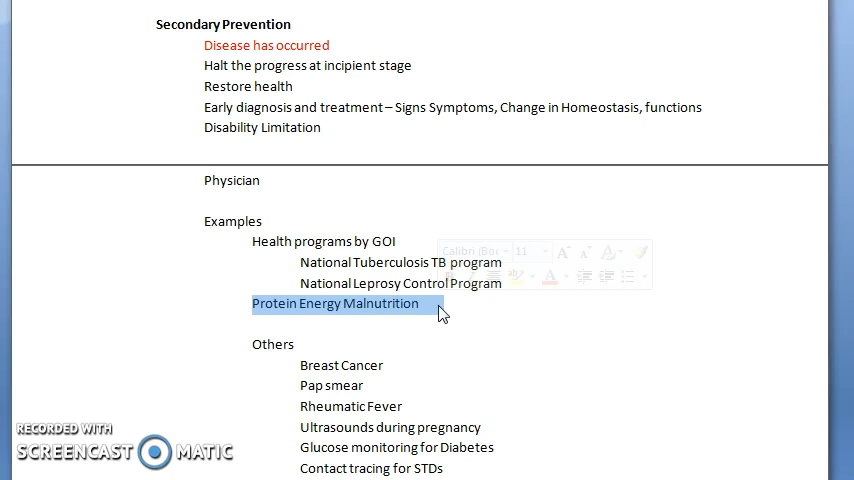 Secondary Prevention
Disease has occurred
Halt the progress at incipient stage
Restore health
Early diagnosis and treatment – Signs Symptoms, Change in Homeostasis, functions
Disability Limitation
Physician
Examples
Health programs by GOI
Calibri (Boc 11
National Tuberculosis TB program
National Leprosy Control Program
Protein Energy Malnutrition
Others
Breast Cancer
Pap smear
Rheumatic Fever
Ultrasounds during pregnancy
Glucose monitoring for Diabetes
Contact tracing for STDs
RECORDED WITH
SCREENCAST MATIC